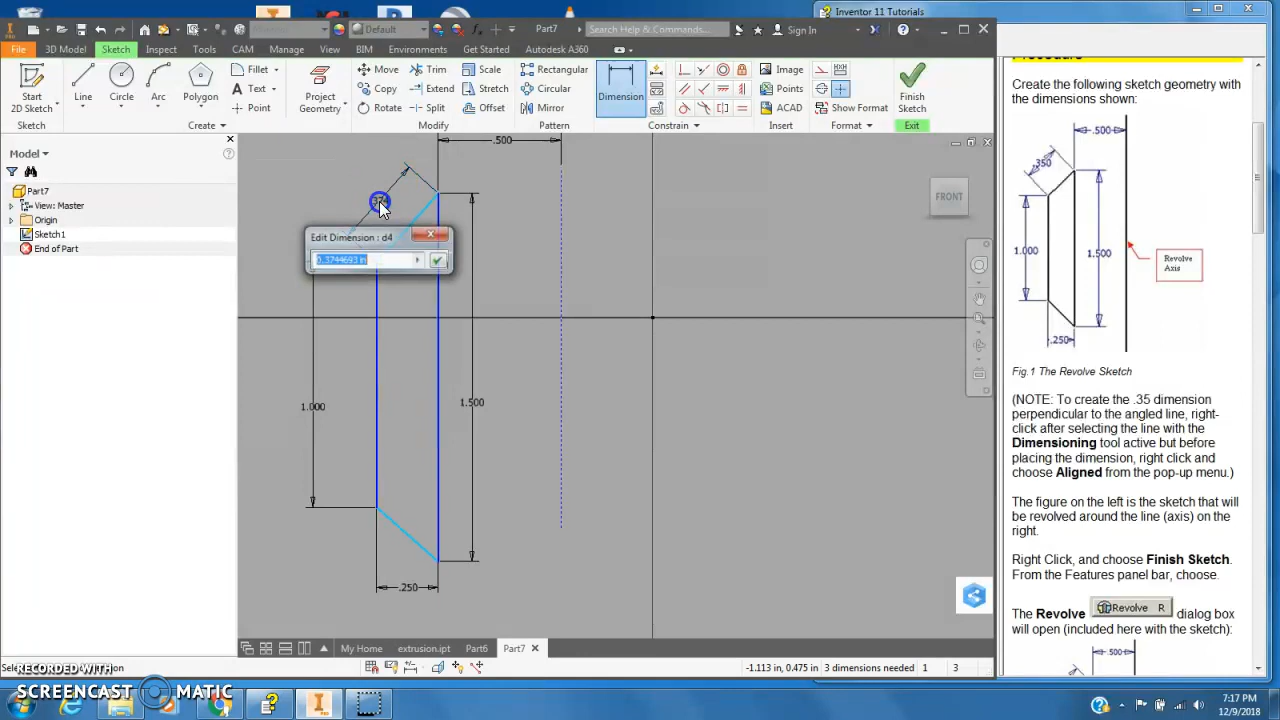 Inventor 11 Tutorials
Default
Part7
Search Help & Commands...
Sign In
File
3D Model
Sketch
Inspect
Tools
CAM
Manage
View
BIM
Environments
Get Started
Autodesk A360
Start
2D Sketch
Line
Circle
Arc
Polygon
Fillet
Text
Point
Project
Geometry
Move
Copy
Rotate
Trim
Extend
Split
Scale
Stretch
Offset
Rectangular
Circular
Mirror
Dimension
Image
Points
ACAD
Show Format
Finish
Sketch
Sketch
Create
Modify
Pattern
Constrain
Insert
Format
Exit
Model
Part7
View: Master
Origin
Sketch1
End of Part
.500
Edit Dimension : d4
0.3744693 in
1.000
1.500
.250
FRONT
My Home
extrusion.ipt
Part6
Part7
-1.113 in, 0.475 in
3 dimensions needed
1
3
RECORDED WITH
SCREENCAST MATIC
7:17 PM
12/9/2018
Procedure
Create the following sketch geometry with
the dimensions shown:
.500
.350
1.000
1.500
.250
Revolve
Axis
Fig.1 The Revolve Sketch
(NOTE: To create the .35 dimension
perpendicular to the angled line, right-
click after selecting the line with the
Dimensioning tool active but before
placing the dimension, right click and
choose Aligned from the pop-up menu.)
The figure on the left is the sketch that will
be revolved around the line (axis) on the
right.
Right Click, and choose Finish Sketch.
From the Features panel bar, choose.
The Revolve
Revolve R
dialog box
will open (included here with the sketch):
.500